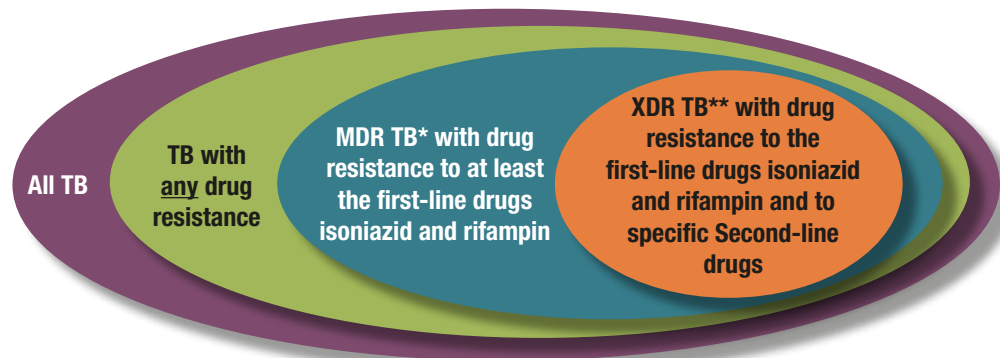 All TB
TB with
any drug
resistance
MDR TB* with drug
resistance to at least
the first-line drugs
isoniazid and rifampin
XDR TB** with drug
resistance to the
first-line drugs isoniazid
and rifampin and to
specific Second-line
drugs